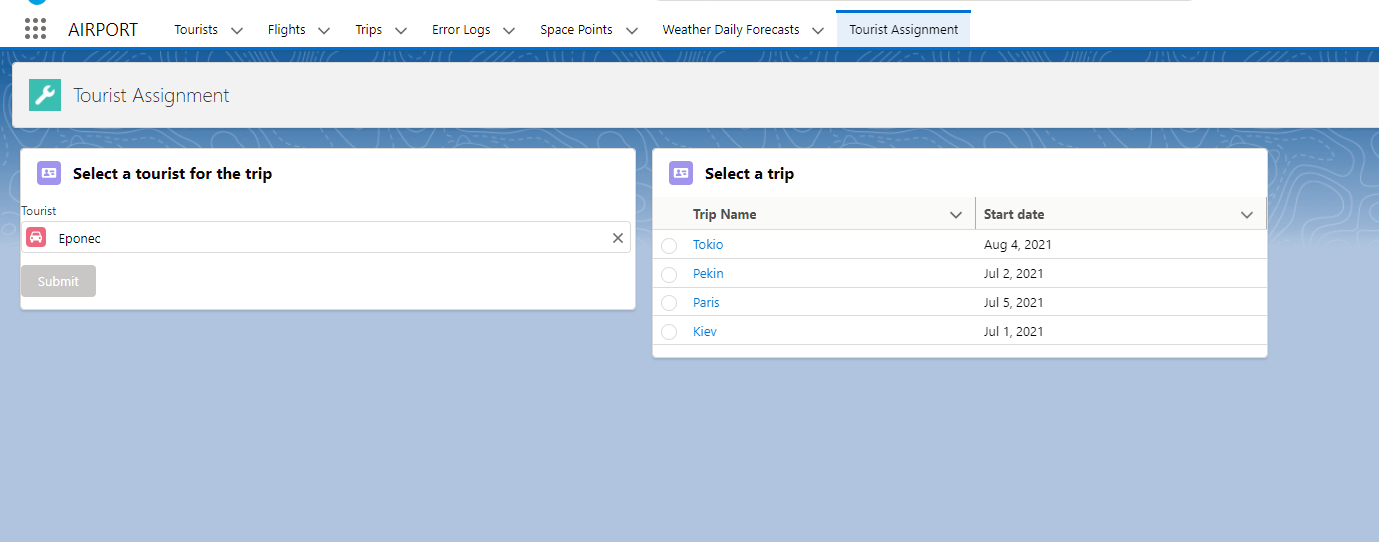 AIRPORT Tourists Flights Trips Error Logs Space Points Weather Daily Forecasts Tourist Assignment
Tourist Assignment
Select a tourist for the trip
Tourist
Eponec
Submit
Select a trip
Trip Name Start date
Tokio Aug 4, 2021
Pekin Jul 2, 2021
Paris Jul 5, 2021
Kiev Jul 1, 2021